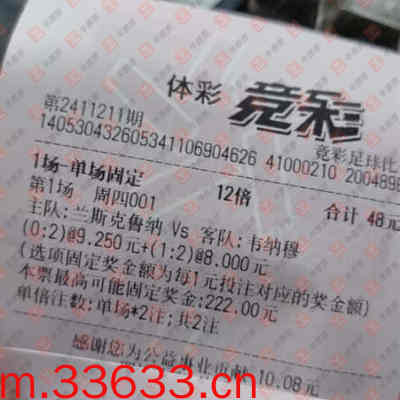 体彩 竞彩
第2411211期 竞彩足球比
140530432605341106904626 41000210 2004896
1场-单场固定 12倍 合计 48元
第1场 周四001
主队:兰斯克鲁纳 Vs 客队:韦纳穆
(0:2)@9.250元+(1:2)@8.000元
(选项固定奖金额为每1元投注对应的奖金额)
本票最高可能固定奖金:222.00元
单倍注数:单场*2注;共2注
感谢您为公益事业贡献 10.08元
m.33633.cn